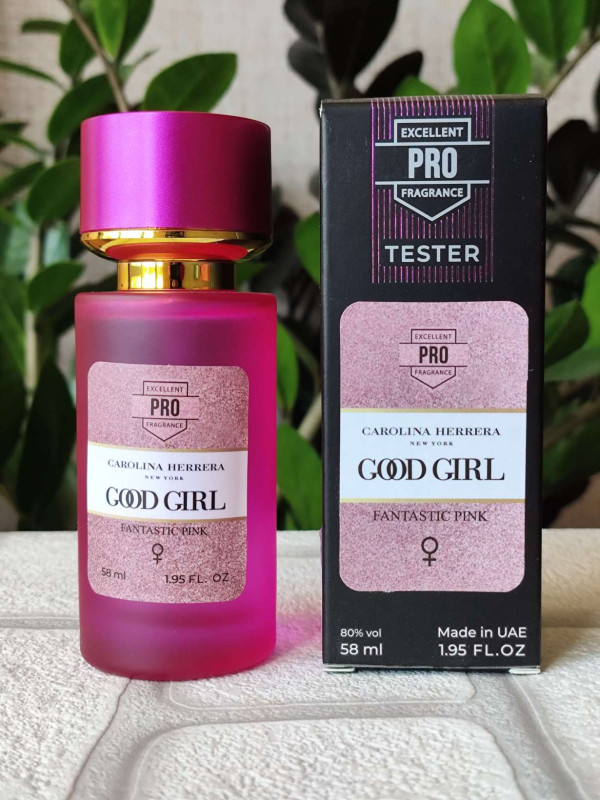 EXCELLENT
PRO
FRAGRANCE
CAROLINA HERRERA
NEW YORK
GOOD GIRL
FANTASTIC PINK
♀
58 ml
1.95 FL. OZ
EXCELLENT
PRO
FRAGRANCE
TESTER
EXCELLENT
PRO
FRAGRANCE
CAROLINA HERRERA
NEW YORK
GOOD GIRL
FANTASTIC PINK
♀
80% vol
58 ml
Made in UAE
1.95 FL.OZ